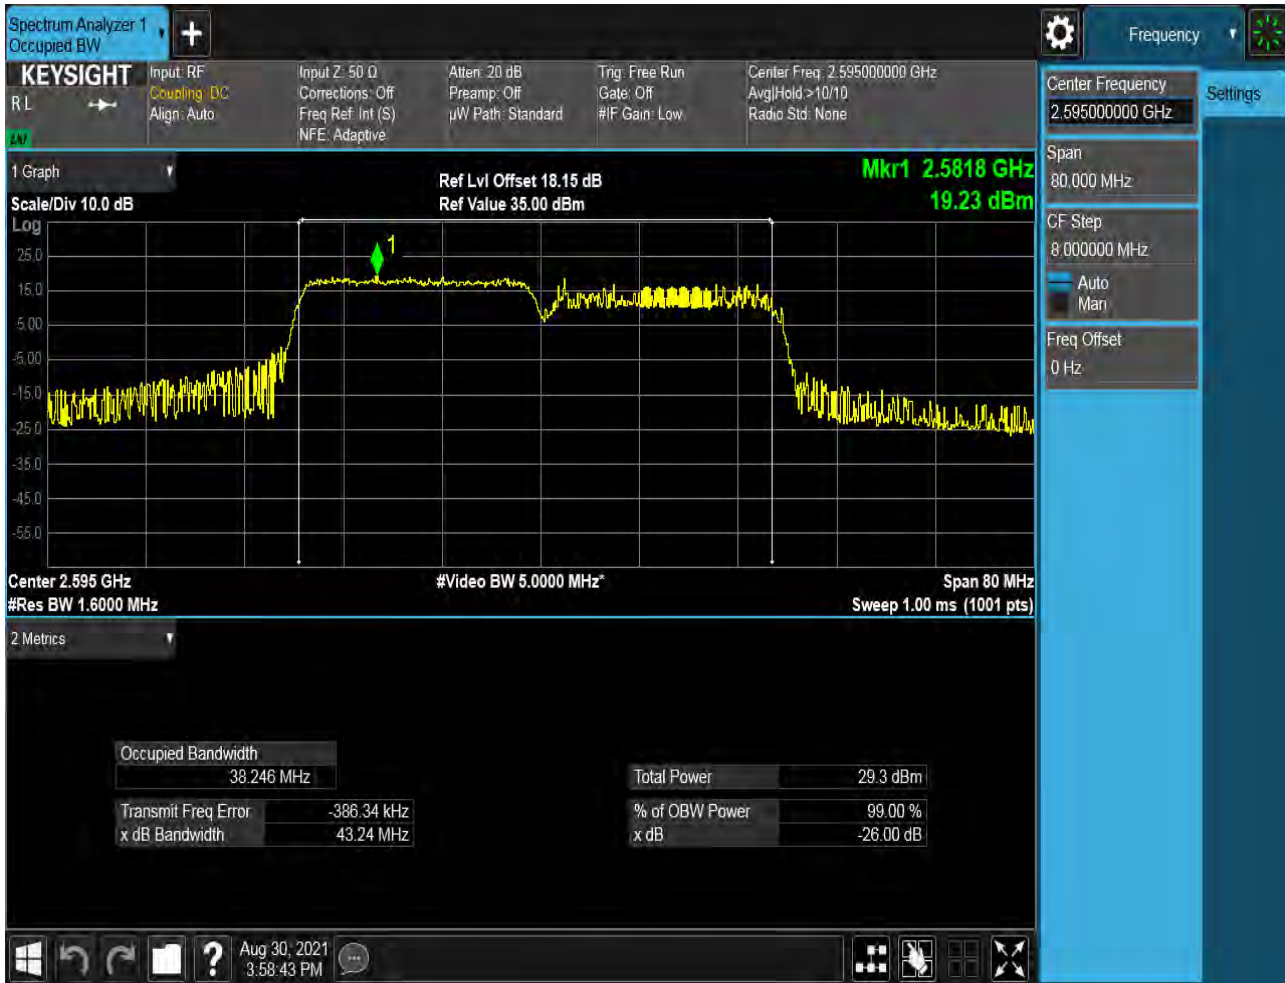 Spectrum Analyzer 1
Occupied BW
Frequency
KEYSIGHT
R L
Input: RF
Coupling: DC
Align: Auto
Input Z: 50 Ω
Corrections: Off
Freq Ref: Int (S)
NFE: Adaptive
Atten: 20 dB
Preamp: Off
µW Path: Standard
Trig: Free Run
Gate: Off
#IF Gain: Low
Center Freq: 2.595000000 GHz
Avg|Hold:>10/10
Radio Std: None
Center Frequency
2.595000000 GHz
Settings
Span
80.000 MHz
CF Step
8.000000 MHz
Auto
Man
Freq Offset
0 Hz
1 Graph
Scale/Div 10.0 dB
Ref Lvl Offset 18.15 dB
Ref Value 35.00 dBm
Mkr1 2.5818 GHz
19.23 dBm
Log
25.0
15.0
5.00
-5.00
-15.0
-25.0
-35.0
-45.0
-55.0
1
Center 2.595 GHz
#Res BW 1.6000 MHz
#Video BW 5.0000 MHz*
Span 80 MHz
Sweep 1.00 ms (1001 pts)
2 Metrics
Occupied Bandwidth
38.246 MHz
Transmit Freq Error -386.34 kHz
x dB Bandwidth 43.24 MHz
Total Power 29.3 dBm
% of OBW Power 99.00 %
x dB -26.00 dB
?
Aug 30, 2021
3:58:43 PM